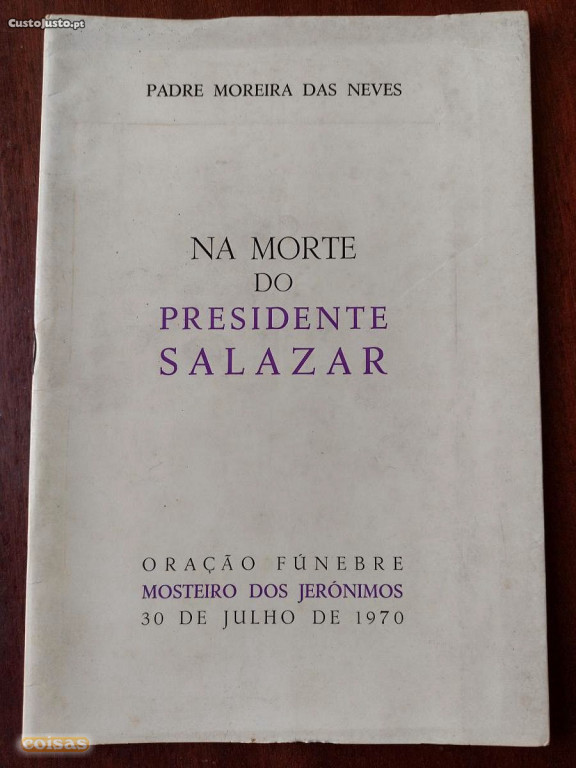 CustoJusto.pt
PADRE MOREIRA DAS NEVES
NA MORTE
DO
PRESIDENTE
SALAZAR
ORAÇÃO FÚNEBRE
MOSTEIRO DOS JERÓNIMOS
30 DE JULHO DE 1970
coisas